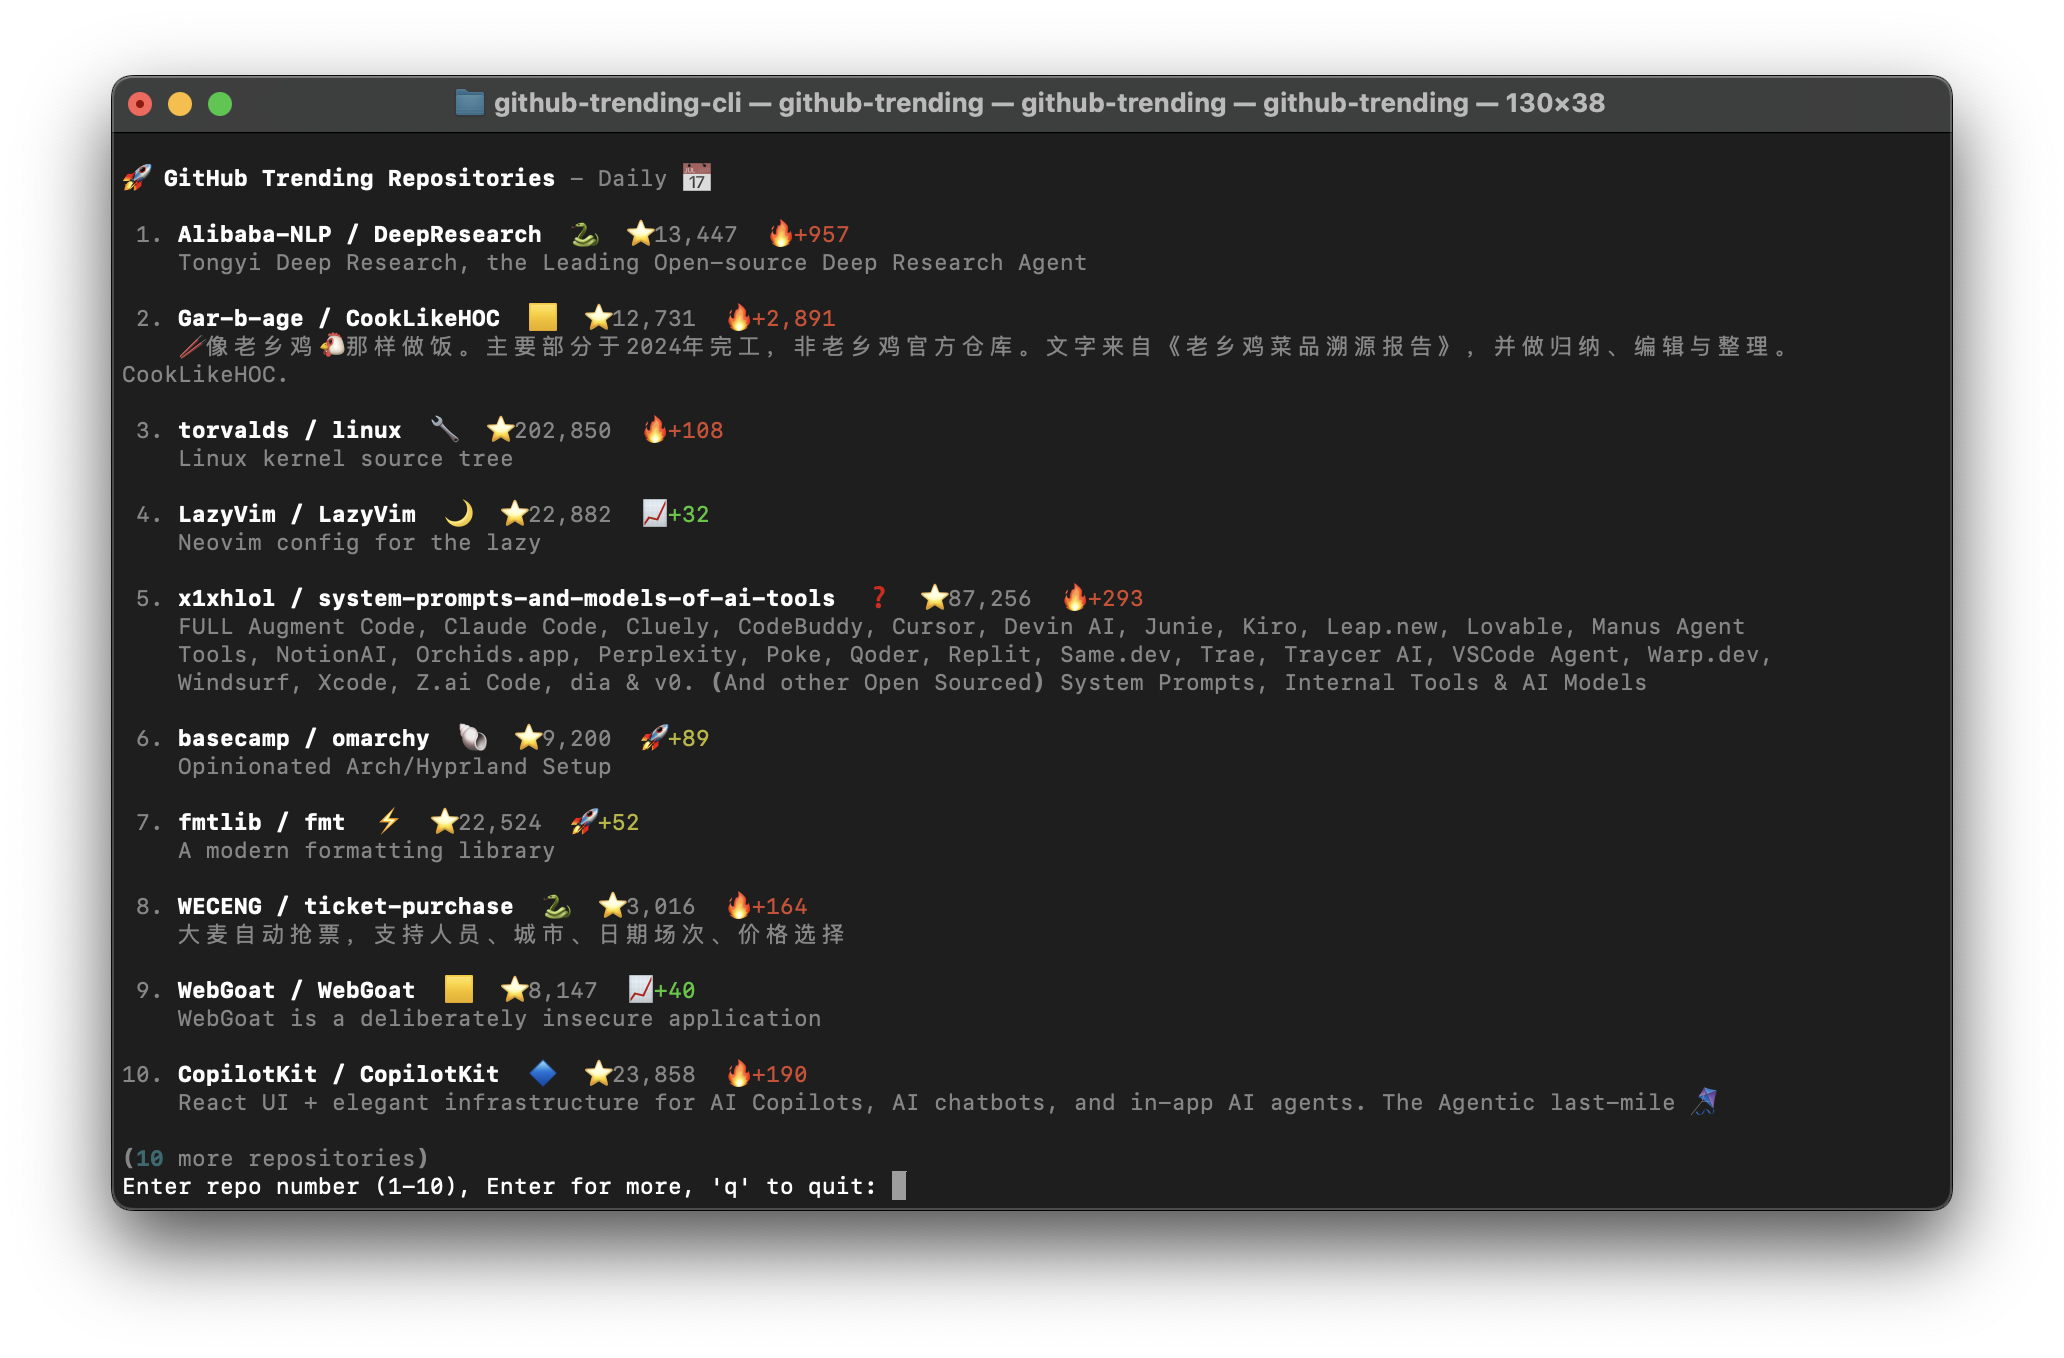 github-trending-cli — github-trending — github-trending — github-trending — 130×38
🚀 GitHub Trending Repositories – Daily 📅
1. Alibaba-NLP / DeepResearch 🐍 ⭐13,447 🔥+957
Tongyi Deep Research, the Leading Open-source Deep Research Agent
2. Gar-b-age / CookLikeHOC 🟨 ⭐12,731 🔥+2,891
🥢像老乡鸡🐔那样做饭。主要部分于2024年完工，非老乡鸡官方仓库。文字来自《老乡鸡菜品溯源报告》，并做归纳、编辑与整理。
CookLikeHOC.
3. torvalds / linux 🔧 ⭐202,850 🔥+108
Linux kernel source tree
4. LazyVim / LazyVim 🌙 ⭐22,882 📈+32
Neovim config for the lazy
5. x1xhlol / system-prompts-and-models-of-ai-tools ❓ ⭐87,256 🔥+293
FULL Augment Code, Claude Code, Cluely, CodeBuddy, Cursor, Devin AI, Junie, Kiro, Leap.new, Lovable, Manus Agent
Tools, NotionAI, Orchids.app, Perplexity, Poke, Qoder, Replit, Same.dev, Trae, Traycer AI, VSCode Agent, Warp.dev,
Windsurf, Xcode, Z.ai Code, dia & v0. (And other Open Sourced) System Prompts, Internal Tools & AI Models
6. basecamp / omarchy 🐚 ⭐9,200 🚀+89
Opinionated Arch/Hyprland Setup
7. fmtlib / fmt ⚡ ⭐22,524 🚀+52
A modern formatting library
8. WECENG / ticket-purchase 🐍 ⭐3,016 🔥+164
大麦自动抢票，支持人员、城市、日期场次、价格选择
9. WebGoat / WebGoat 🟨 ⭐8,147 📈+40
WebGoat is a deliberately insecure application
10. CopilotKit / CopilotKit 🔷 ⭐23,858 🔥+190
React UI + elegant infrastructure for AI Copilots, AI chatbots, and in-app AI agents. The Agentic last-mile 🪁
(10 more repositories)
Enter repo number (1-10), Enter for more, 'q' to quit: